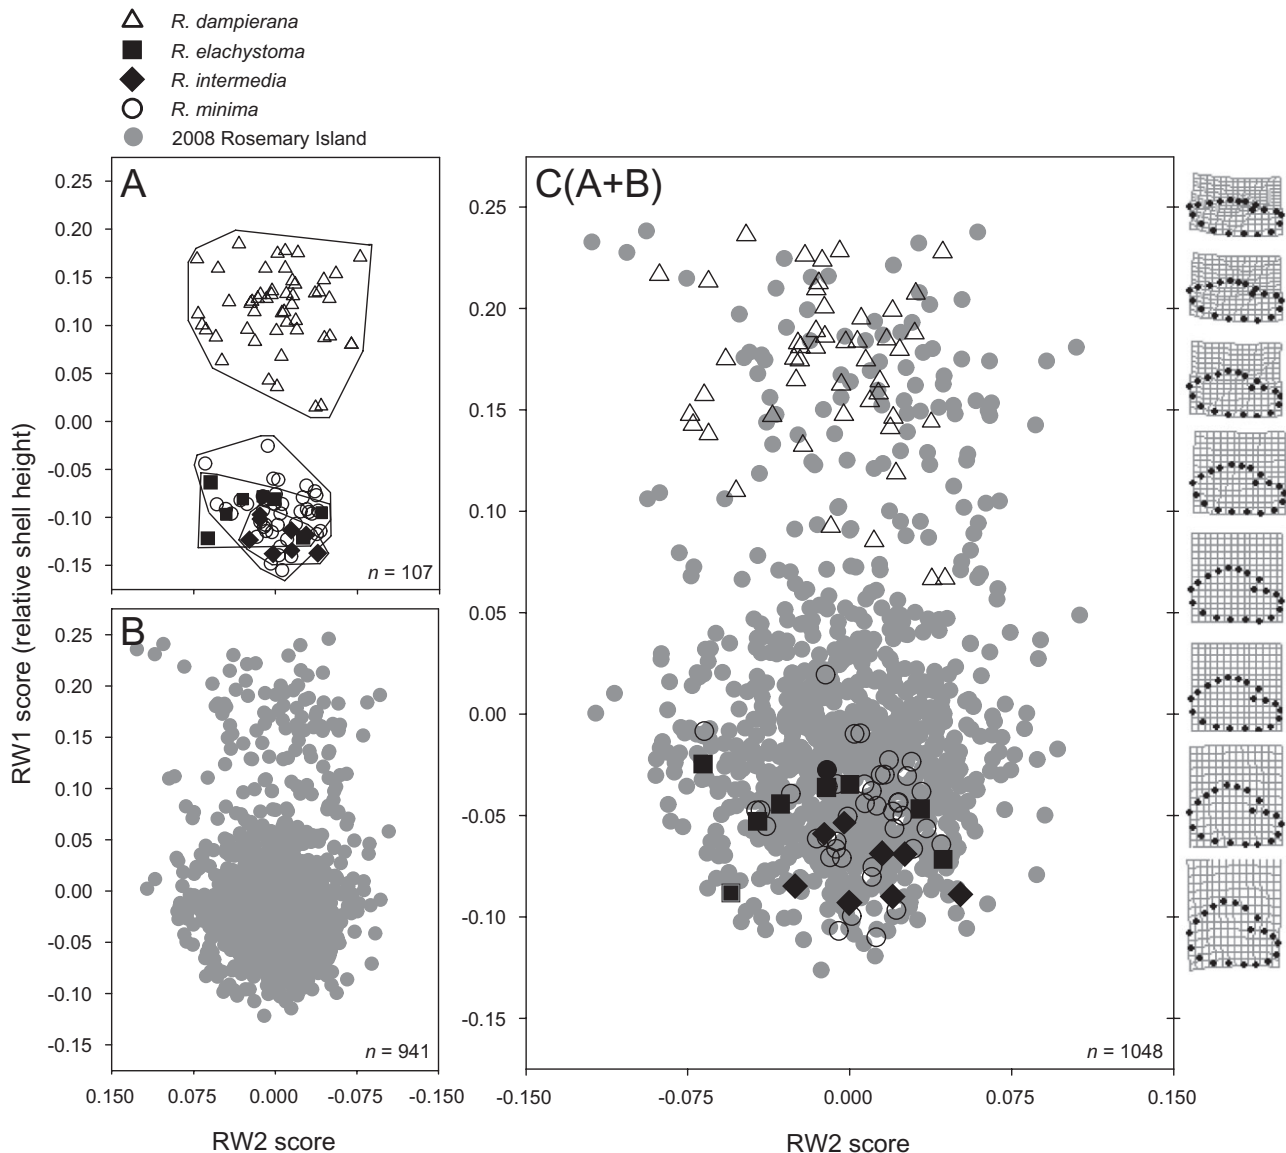 R. dampierana
R. elachystoma
R. intermedia
R. minima
2008 Rosemary Island
RW1 score (relative shell height)
A
0.25
0.20
0.15
0.10
0.05
0.00
-0.05
-0.10
-0.15
n = 107
B
0.25
0.20
0.15
0.10
0.05
0.00
-0.05
-0.10
-0.15
n = 941
0.150 0.075 0.000 -0.075 -0.150
RW2 score
C(A+B)
0.25
0.20
0.15
0.10
0.05
0.00
-0.05
-0.10
-0.15
n = 1048
-0.150 -0.075 0.000 0.075 0.150
RW2 score